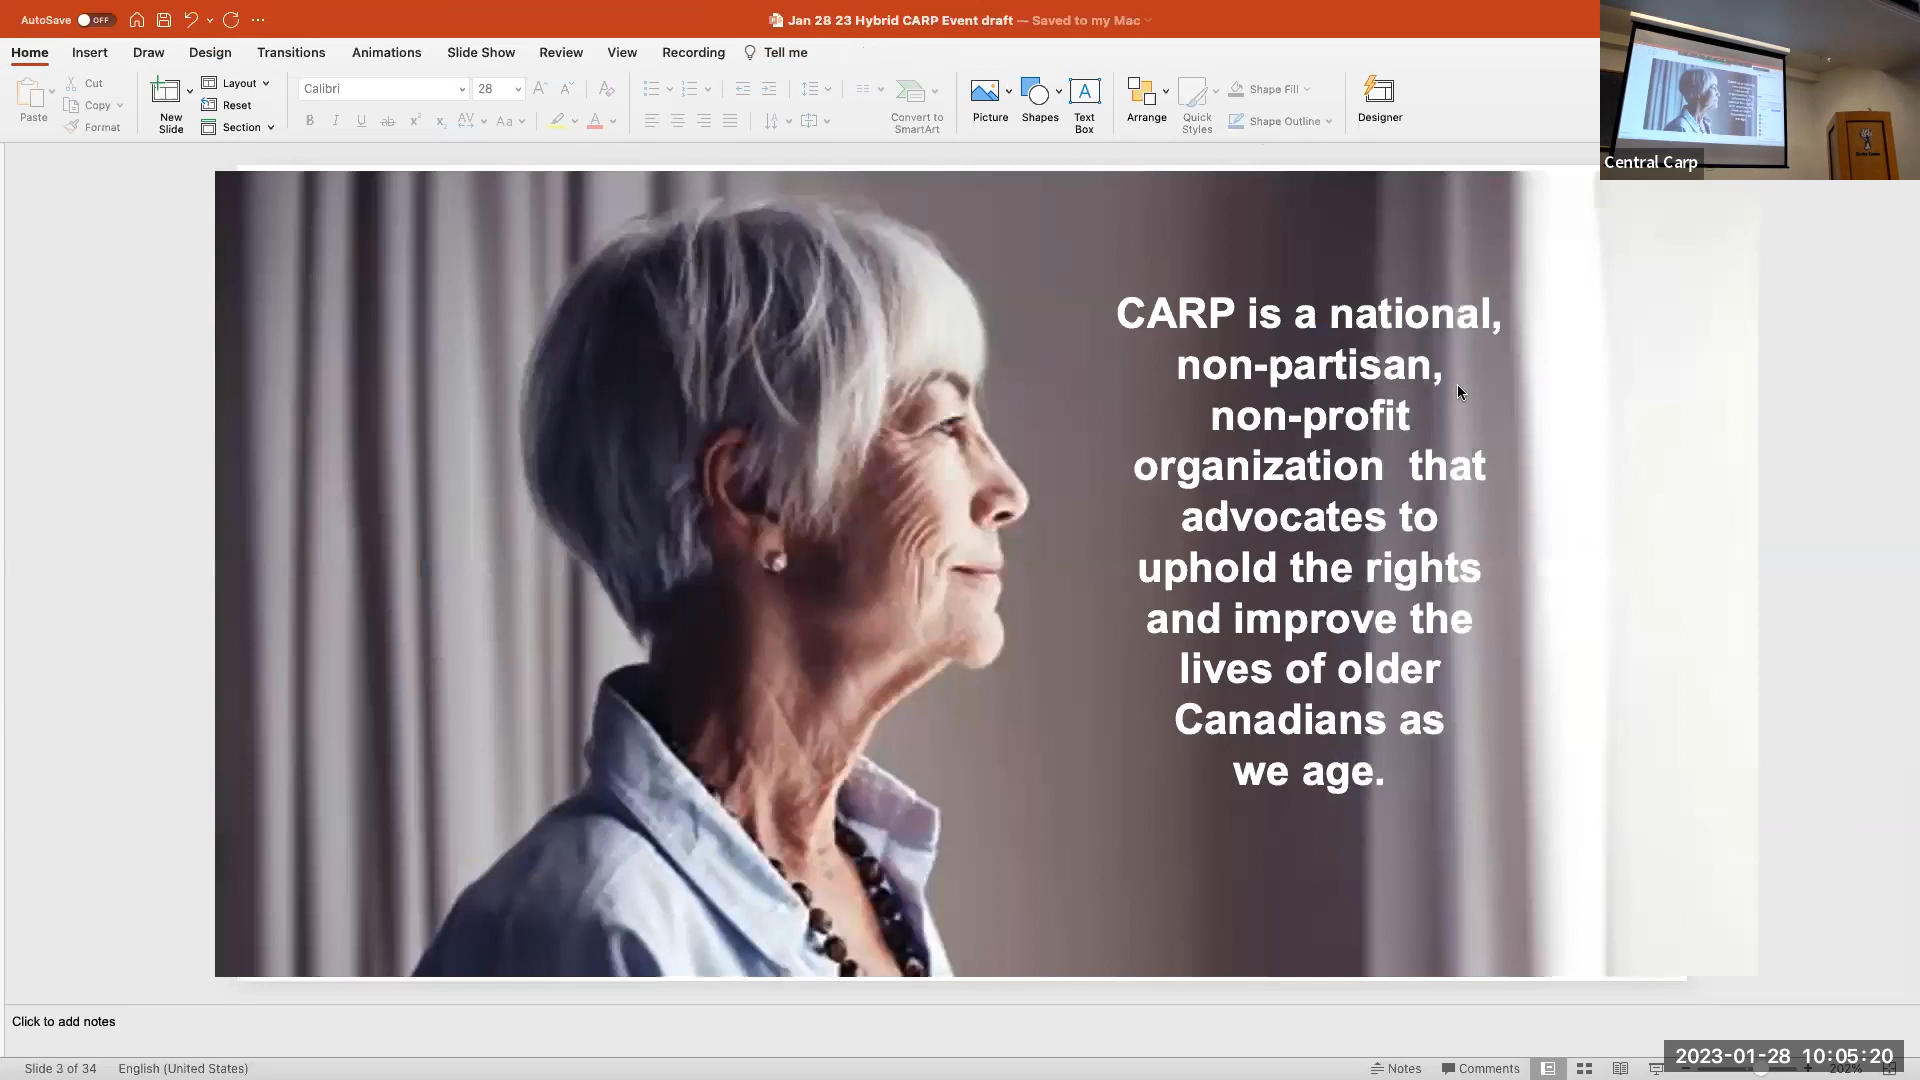 AutoSave OFF
Jan 28 23 Hybrid CARP Event draft — Saved to my Mac
Home Insert Draw Design Transitions Animations Slide Show Review View Recording Tell me
Paste
Cut
Copy
Format
New
Slide
Layout
Reset
Section
Calibri
28
Convert to
SmartArt
Picture
Shapes
Text
Box
Arrange
Quick
Styles
Shape Fill
Shape Outline
Designer
Central Carp
CARP is a national,
non-partisan,
non-profit
organization that
advocates to
uphold the rights
and improve the
lives of older
Canadians as
we age.
Click to add notes
Slide 3 of 34 English (United States)
Notes Comments
2023-01-28 10:05:20
202%